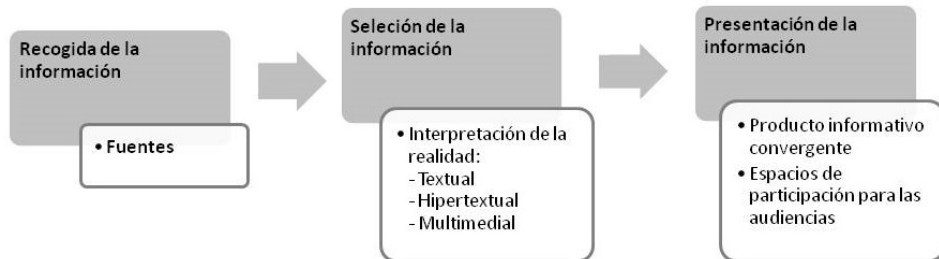 Recogida de la
información
• Fuentes
Seleción de la
información
• Interpretación de la
realidad:
- Textual
- Hipertextual
- Multimedial
Presentación de la
información
• Producto informativo
convergente
• Espacios de
participación para las
audiencias